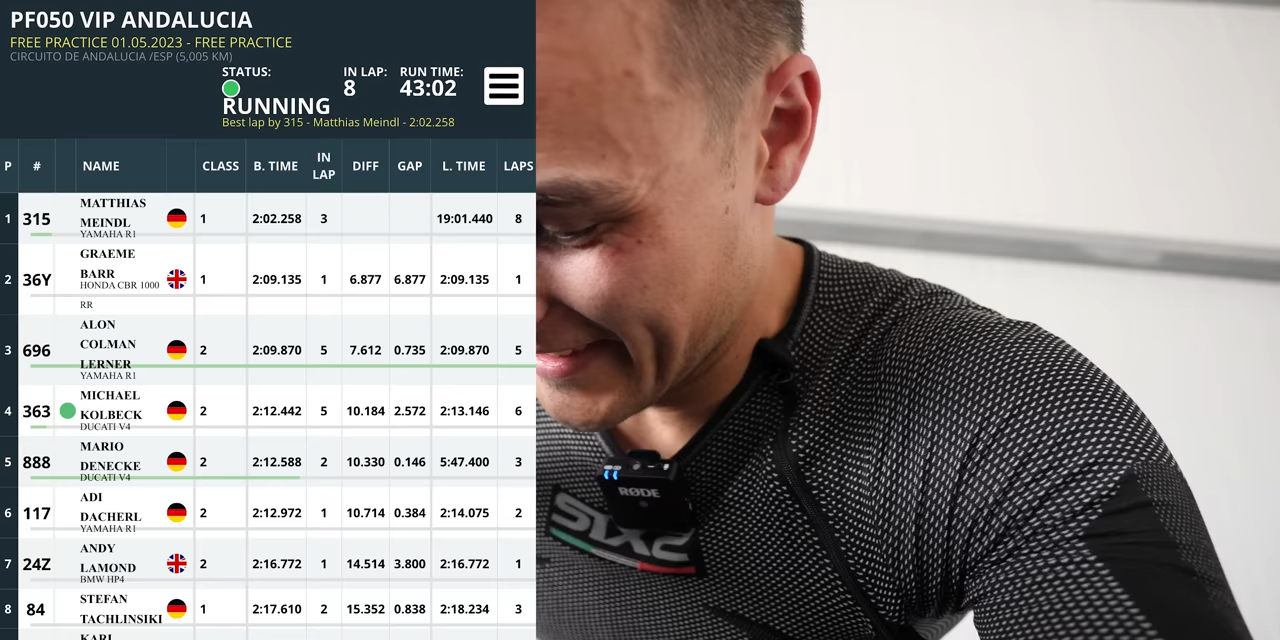 PF050 VIP ANDALUCIA
FREE PRACTICE 01.05.2023 - FREE PRACTICE
CIRCUITO DE ANDALUCIA /ESP (5,005 KM)
STATUS: IN LAP: RUN TIME:
8 43:02
RUNNING
Best lap by 315 - Matthias Meindl - 2:02.258
P # NAME CLASS B. TIME IN LAP DIFF GAP L. TIME LAPS
1 315 MATTHIAS MEINDL 1 2:02.258 3 19:01.440 8
YAMAHA R1
2 36Y GRAEME BARR 1 2:09.135 1 6.877 6.877 2:09.135 1
HONDA CBR 1000
RR
3 696 ALON COLMAN LERNER 2 2:09.870 5 7.612 0.735 2:09.870 5
YAMAHA R1
4 363 MICHAEL KOLBECK 2 2:12.442 5 10.184 2.572 2:13.146 6
DUCATI V4
5 888 MARIO DENECKE 2 2:12.588 2 10.330 0.146 5:47.400 3
DUCATI V4
6 117 ADI DACHERL 2 2:12.972 1 10.714 0.384 2:14.075 2
YAMAHA R1
7 24Z ANDY LAMOND 2 2:16.772 1 14.514 3.800 2:16.772 1
BMW HP4
8 84 STEFAN TACHLINSKI 1 2:17.610 2 15.352 0.838 2:18.234 3
KARL
RØDE
SIXS